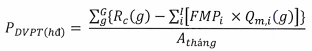 P_{DVPT(hđ)} = \frac{\sum_{g}^{G}\{R_c(g) - \sum_{i}^{I}[FMP_i \times Q_{m,i}(g)]\}}{A_{tháng}}